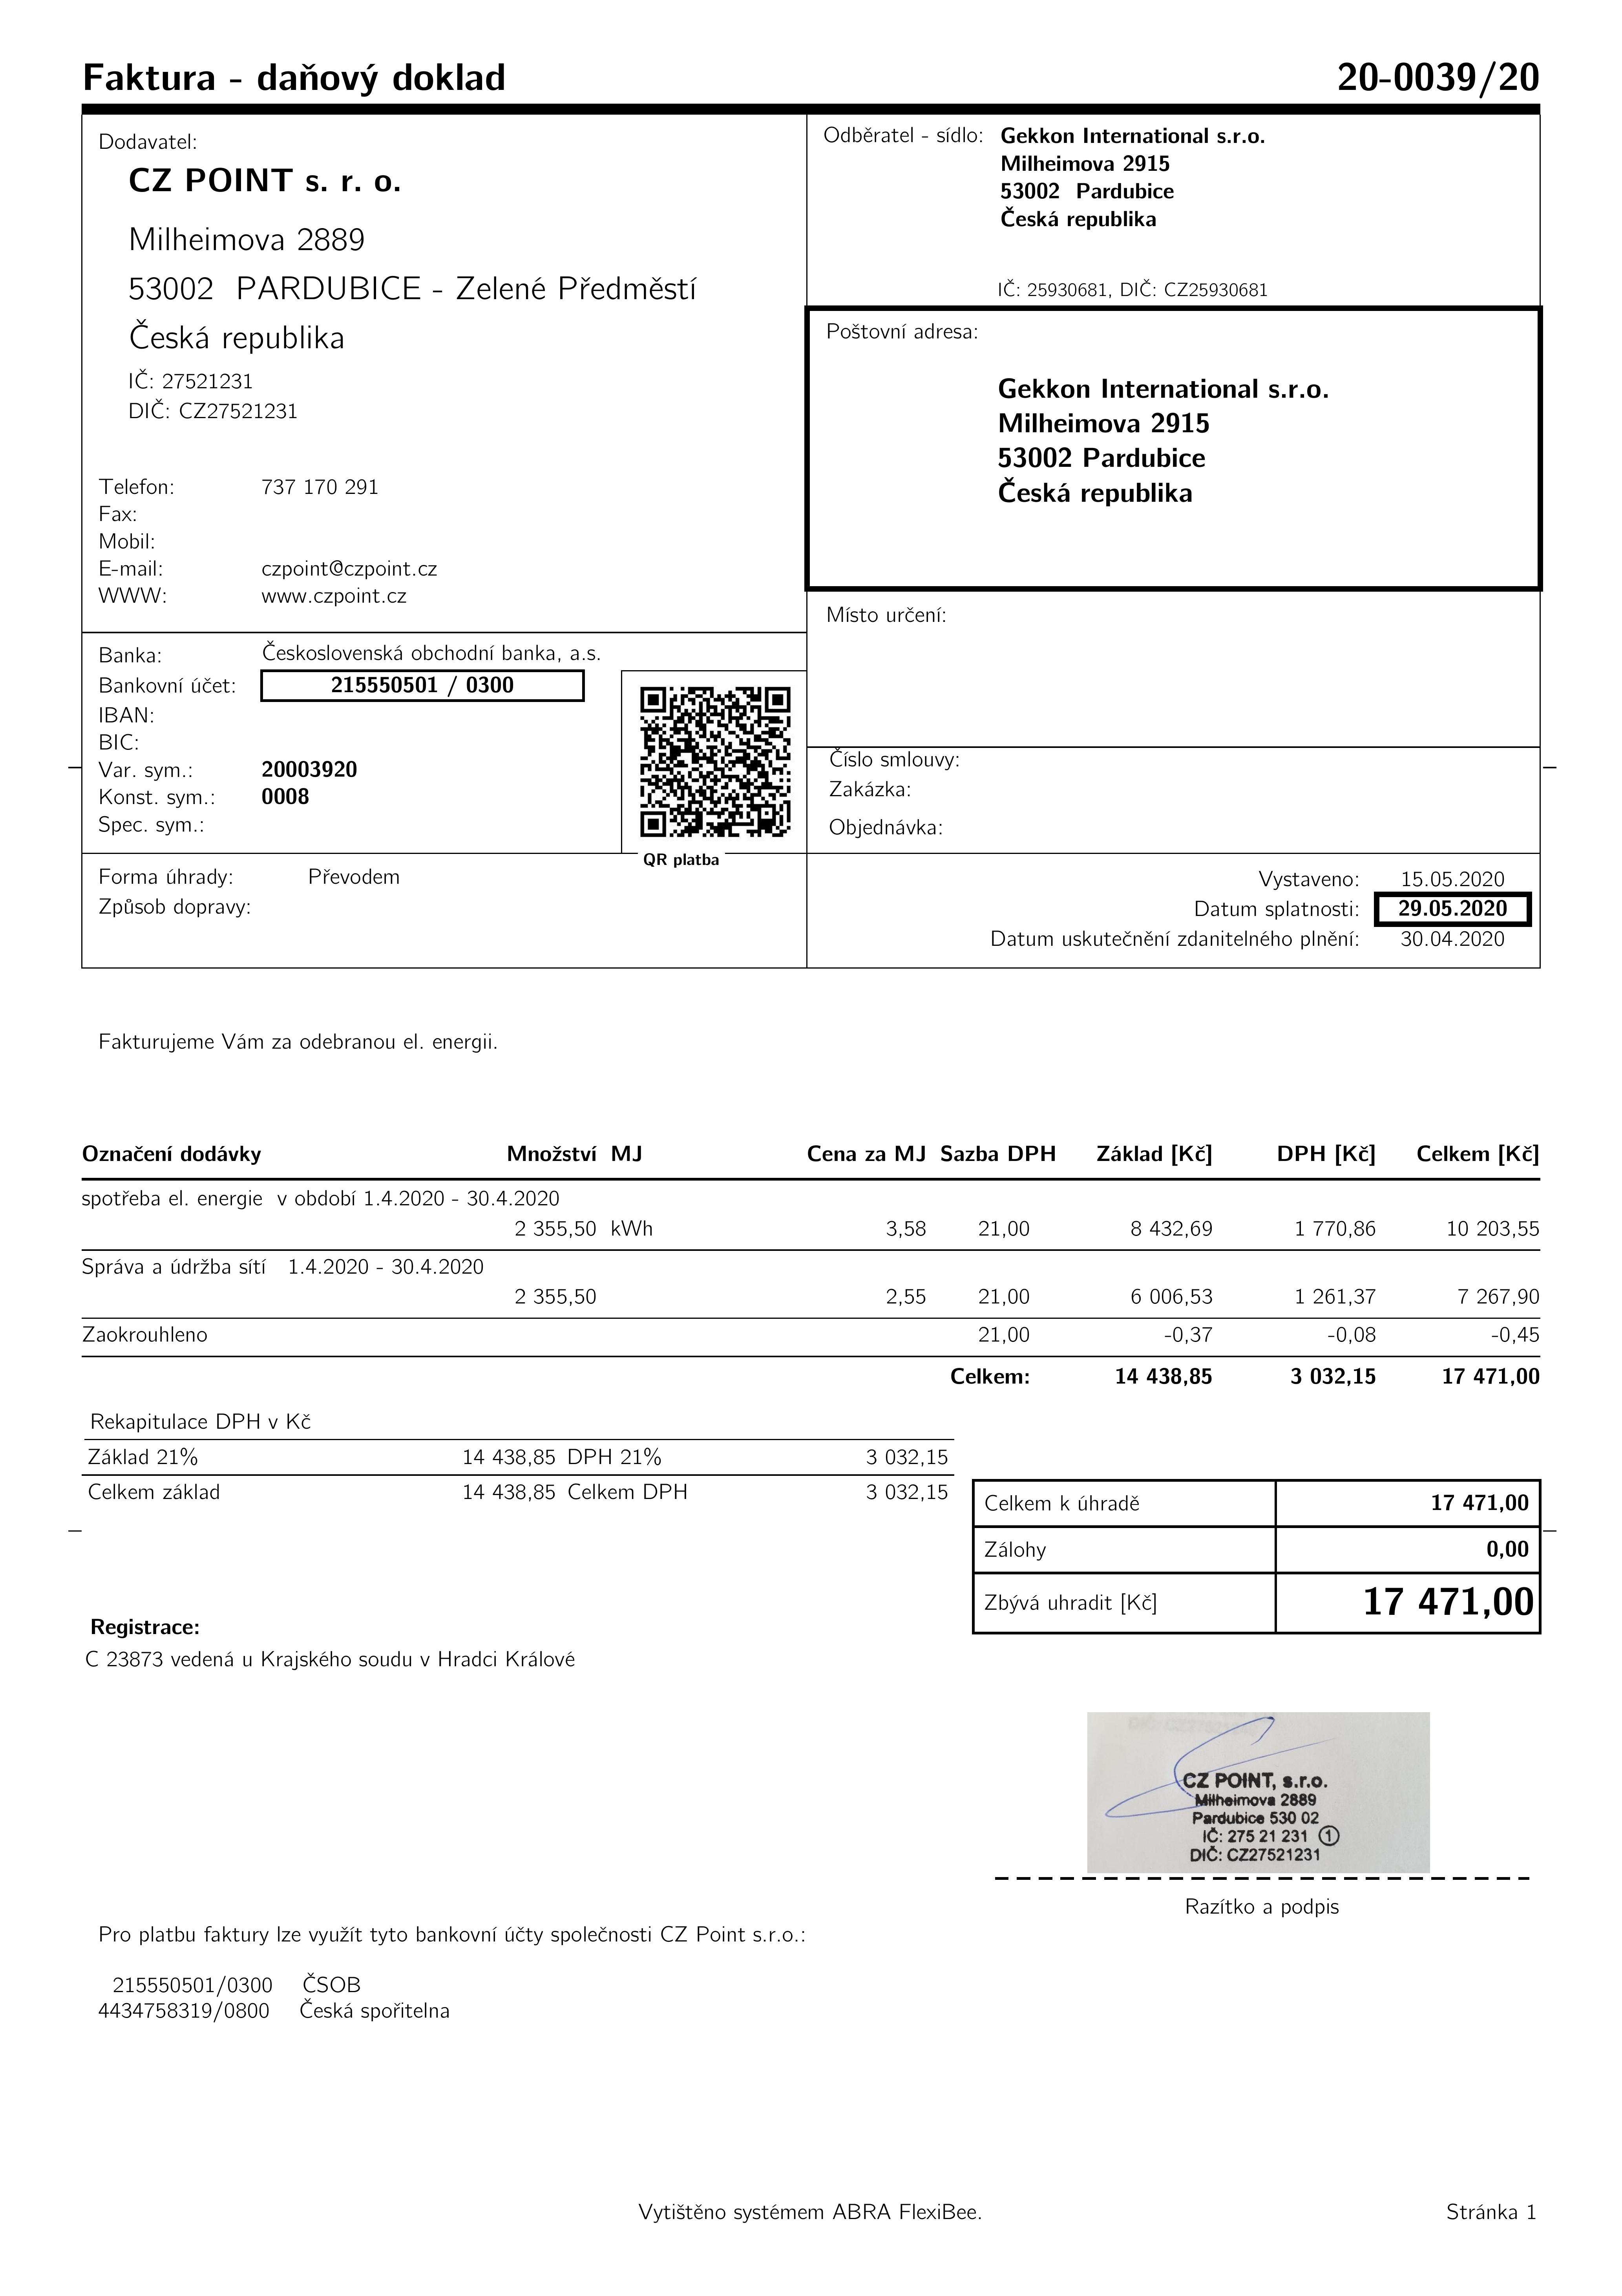 Faktura - daňový doklad 20-0039/20
Dodavatel:
CZ POINT s. r. o.
Milheimova 2889
53002 PARDUBICE - Zelené Předměstí
Česká republika
IČ: 27521231
DIČ: CZ27521231
Telefon: 737 170 291
Fax:
Mobil:
E-mail: czpoint@czpoint.cz
WWW: www.czpoint.cz
Odběratel - sídlo: Gekkon International s.r.o.
Milheimova 2915
53002 Pardubice
Česká republika
IČ: 25930681, DIČ: CZ25930681
Poštovní adresa:
Gekkon International s.r.o.
Milheimova 2915
53002 Pardubice
Česká republika
Místo určení:
Banka: Československá obchodní banka, a.s.
Bankovní účet: 215550501 / 0300
IBAN:
BIC:
Var. sym.: 20003920
Konst. sym.: 0008
Spec. sym.:
QR platba
Číslo smlouvy:
Zakázka:
Objednávka:
Forma úhrady: Převodem
Způsob dopravy:
Vystaveno: 15.05.2020
Datum splatnosti: 29.05.2020
Datum uskutečnění zdanitelného plnění: 30.04.2020
Fakturujeme Vám za odebranou el. energii.
Označení dodávky Množství MJ Cena za MJ Sazba DPH Základ [Kč] DPH [Kč] Celkem [Kč]
spotřeba el. energie v období 1.4.2020 - 30.4.2020
2 355,50 kWh 3,58 21,00 8 432,69 1 770,86 10 203,55
Správa a údržba sítí 1.4.2020 - 30.4.2020
2 355,50 2,55 21,00 6 006,53 1 261,37 7 267,90
Zaokrouhleno 21,00 -0,37 -0,08 -0,45
Celkem: 14 438,85 3 032,15 17 471,00
Rekapitulace DPH v Kč
Základ 21% 14 438,85 DPH 21% 3 032,15
Celkem základ 14 438,85 Celkem DPH 3 032,15
Celkem k úhradě 17 471,00
Zálohy 0,00
Zbývá uhradit [Kč] 17 471,00
Registrace:
C 23873 vedená u Krajského soudu v Hradci Králové
CZ POINT, s.r.o.
Milheimova 2889
Pardubice 530 02
IČ: 275 21 231 1
DIČ: CZ27521231
Razítko a podpis
Pro platbu faktury lze využít tyto bankovní účty společnosti CZ Point s.r.o.:
215550501/0300 ČSOB
4434758319/0800 Česká spořitelna
Vytištěno systémem ABRA FlexiBee. Stránka 1